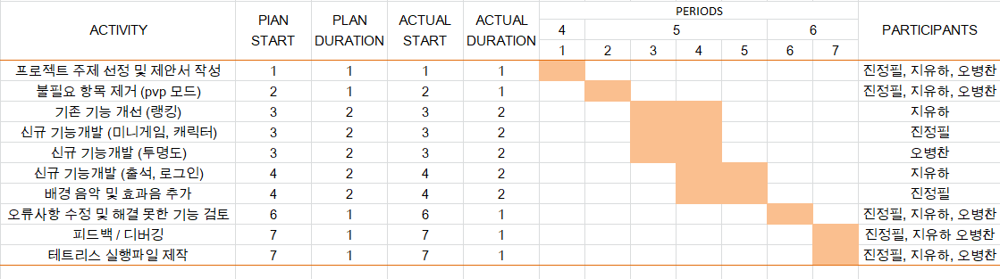 ACTIVITY PIAN START PLAN DURATION ACTUAL START ACTUAL DURATION PERIODS PARTICIPANTS
4 5 6
1 2 3 4 5 6 7
프로젝트 주제 선정 및 제안서 작성 1 1 1 1 진정필, 지유하, 오병찬
불필요 항목 제거 (pvp 모드) 2 1 2 1 진정필, 지유하, 오병찬
기존 기능 개선 (랭킹) 3 2 3 2 지유하
신규 기능개발 (미니게임, 캐릭터) 3 2 3 2 진정필
신규 기능개발 (투명도) 3 2 3 2 오병찬
신규 기능개발 (출석, 로그인) 4 2 4 2 지유하
배경 음악 및 효과음 추가 4 2 4 2 진정필
오류사항 수정 및 해결 못한 기능 검토 6 1 6 1 진정필, 지유하, 오병찬
피드백 / 디버깅 7 1 7 1 진정필, 지유하 오병찬
테트리스 실행파일 제작 7 1 7 1 진정필, 지유하, 오병찬